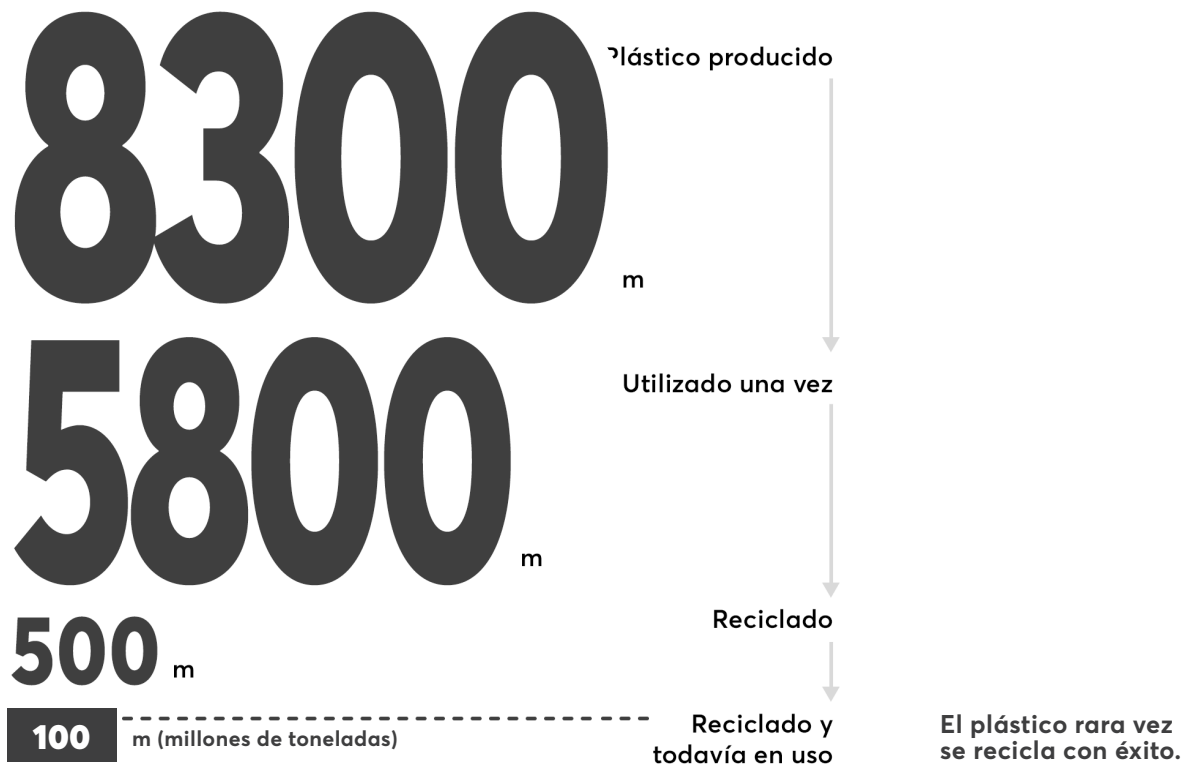 8300 m
Plástico producido
5800 m
Utilizado una vez
500 m
Reciclado
100 m (millones de toneladas)
Reciclado y
todavía en uso
El plástico rara vez
se recicla con éxito.